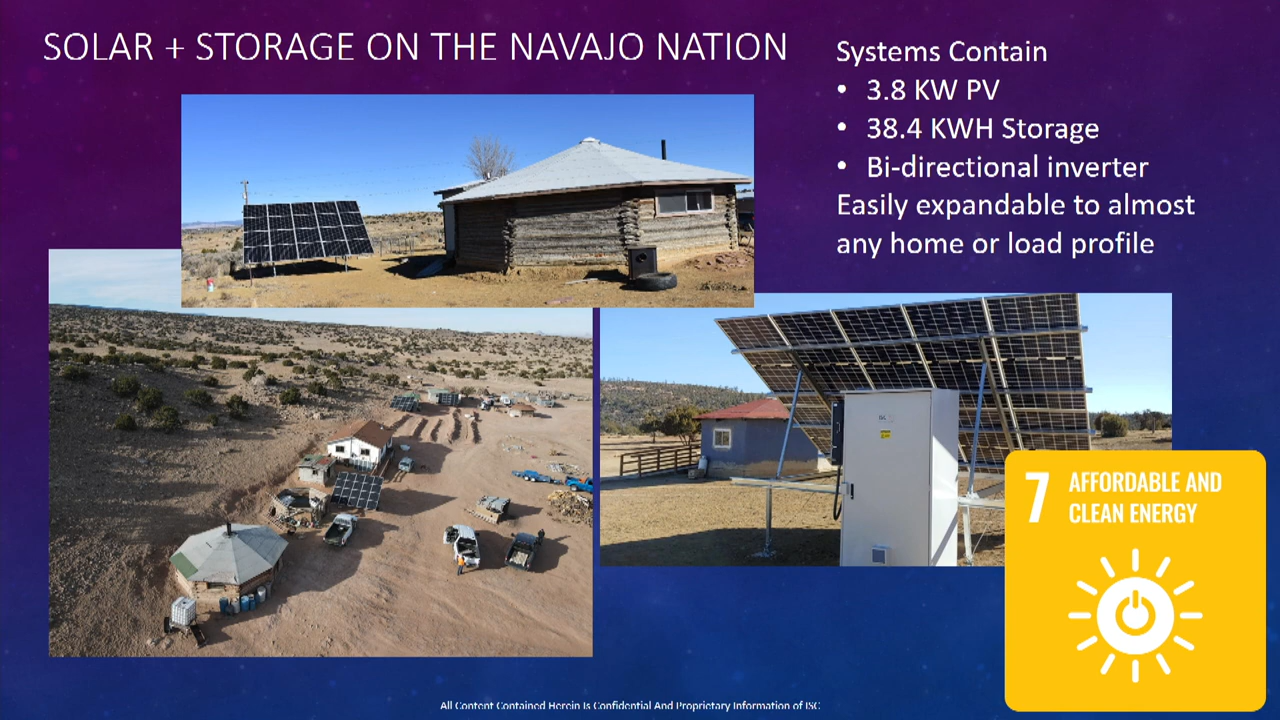 SOLAR + STORAGE ON THE NAVAJO NATION
Systems Contain
• 3.8 KW PV
• 38.4 KWH Storage
• Bi-directional inverter
Easily expandable to almost
any home or load profile
7 AFFORDABLE AND
CLEAN ENERGY
All Content Contained Herein Is Confidential And Proprietary Information of ISC